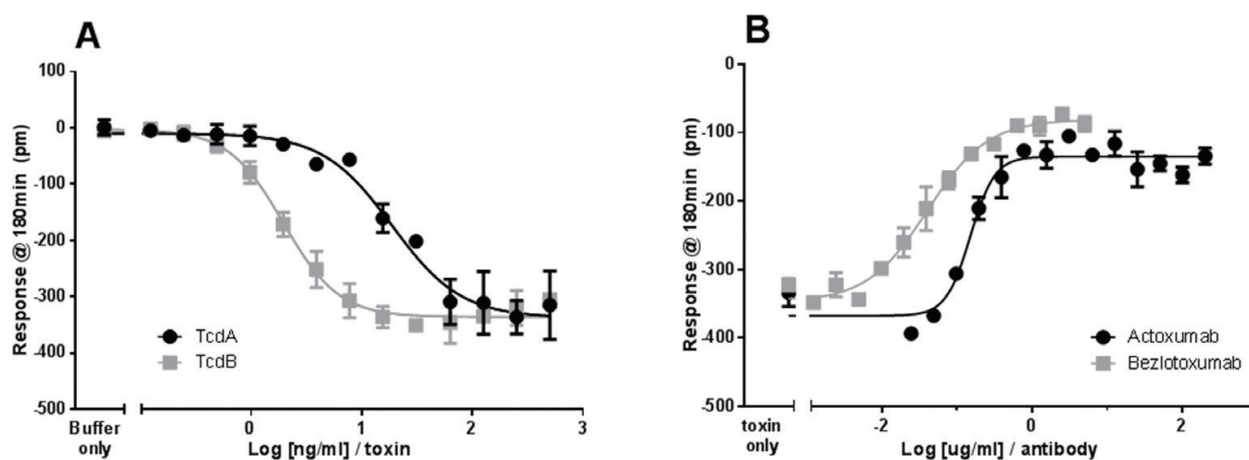 A
Response @ 180min (pm)
100
0
-100
-200
-300
-400
-500
TcdA
TcdB
Buffer only
0
1
2
3
Log [ng/ml] / toxin
B
Response @ 180min (pm)
0
-100
-200
-300
-400
-500
Actoxumab
Bezlotoxumab
toxin only
-2
0
2
Log [ug/ml] / antibody